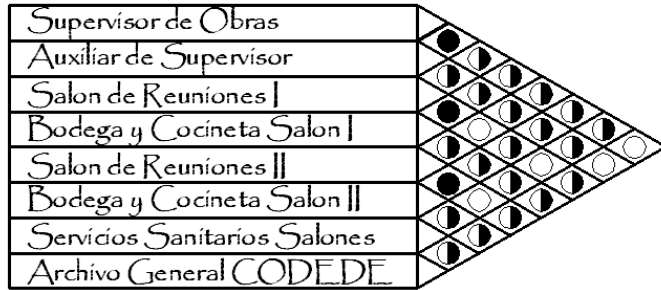 Supervisor de Obras
Auxiliar de Supervisor
Salon de Reuniones I
Bodega y Cocineta Salon I
Salon de Reuniones II
Bodega y Cocineta Salon II
Servicios Sanitarios Salones
Archivo General CODEDE